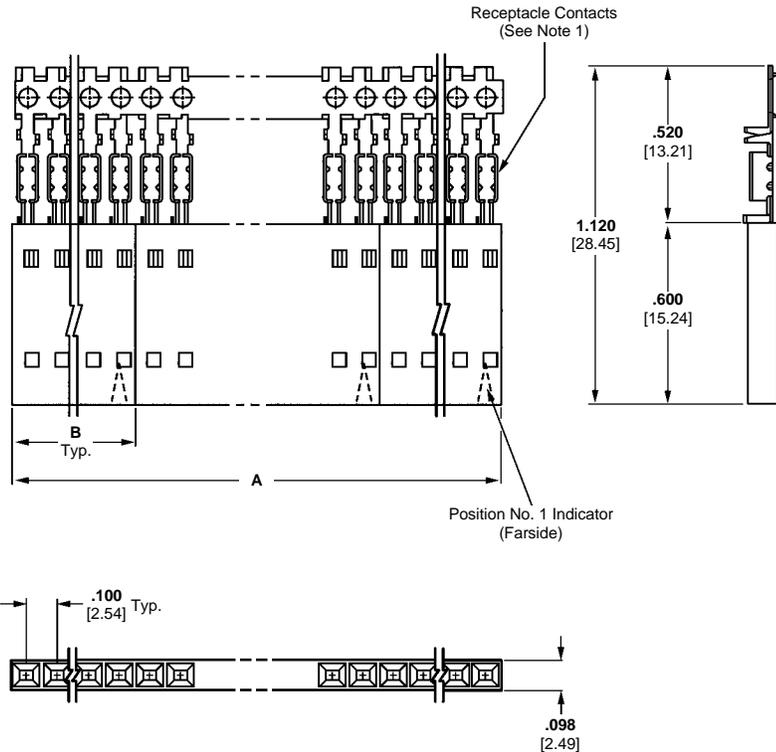 Receptacle Contacts
(See Note 1)
.520
[13.21]
1.120
[28.45]
.600
[15.24]
B
Typ.
A
Position No. 1 Indicator
(Farside)
.100
[2.54] Typ.
.098
[2.49]